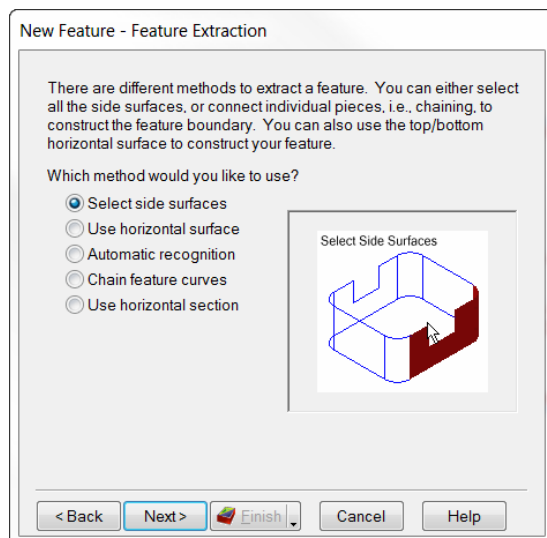 New Feature - Feature Extraction
There are different methods to extract a feature.  You can either select
all the side surfaces, or connect individual pieces, i.e., chaining, to
construct the feature boundary.  You can also use the top/bottom
horizontal surface to construct your feature.
Which method would you like to use?
Select side surfaces
Use horizontal surface
Automatic recognition
Chain feature curves
Use horizontal section
Select Side Surfaces
< Back
Next >
Finish
Cancel
Help